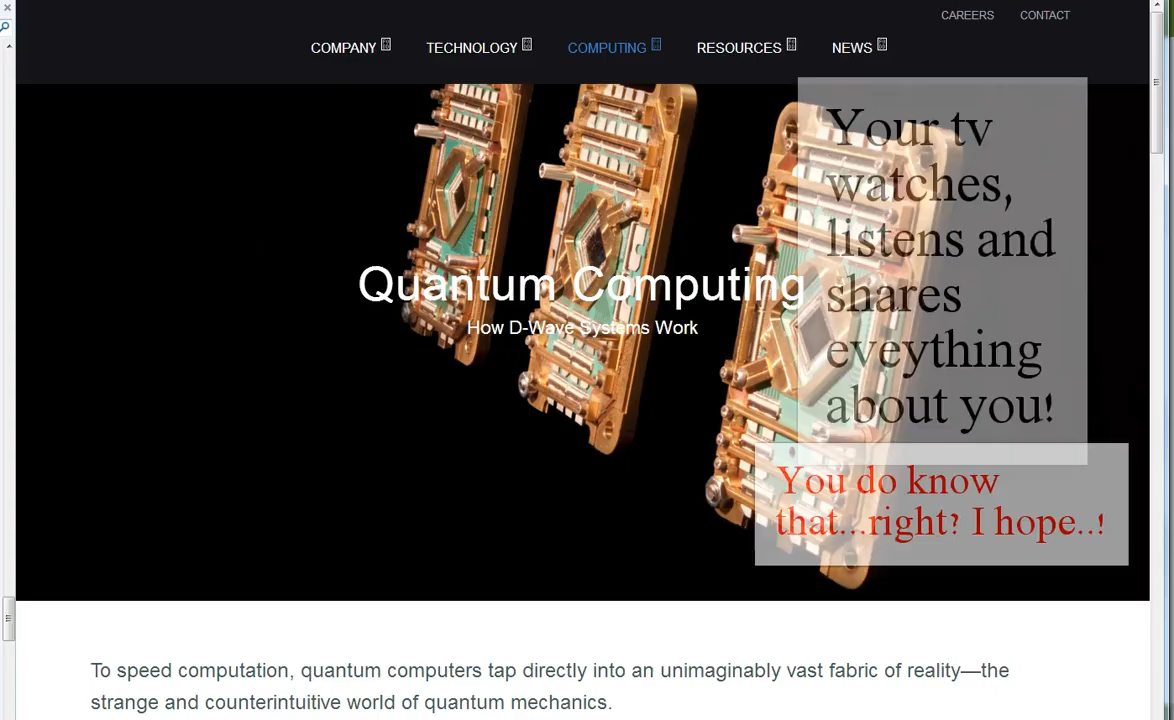 CAREERS CONTACT
COMPANY TECHNOLOGY COMPUTING RESOURCES NEWS
Your tv
watches,
listens and
shares
eveything
about you!
Quantum Computing
How D-Wave Systems Work
You do know
that...right? I hope..!
To speed computation, quantum computers tap directly into an unimaginably vast fabric of reality—the
strange and counterintuitive world of quantum mechanics.